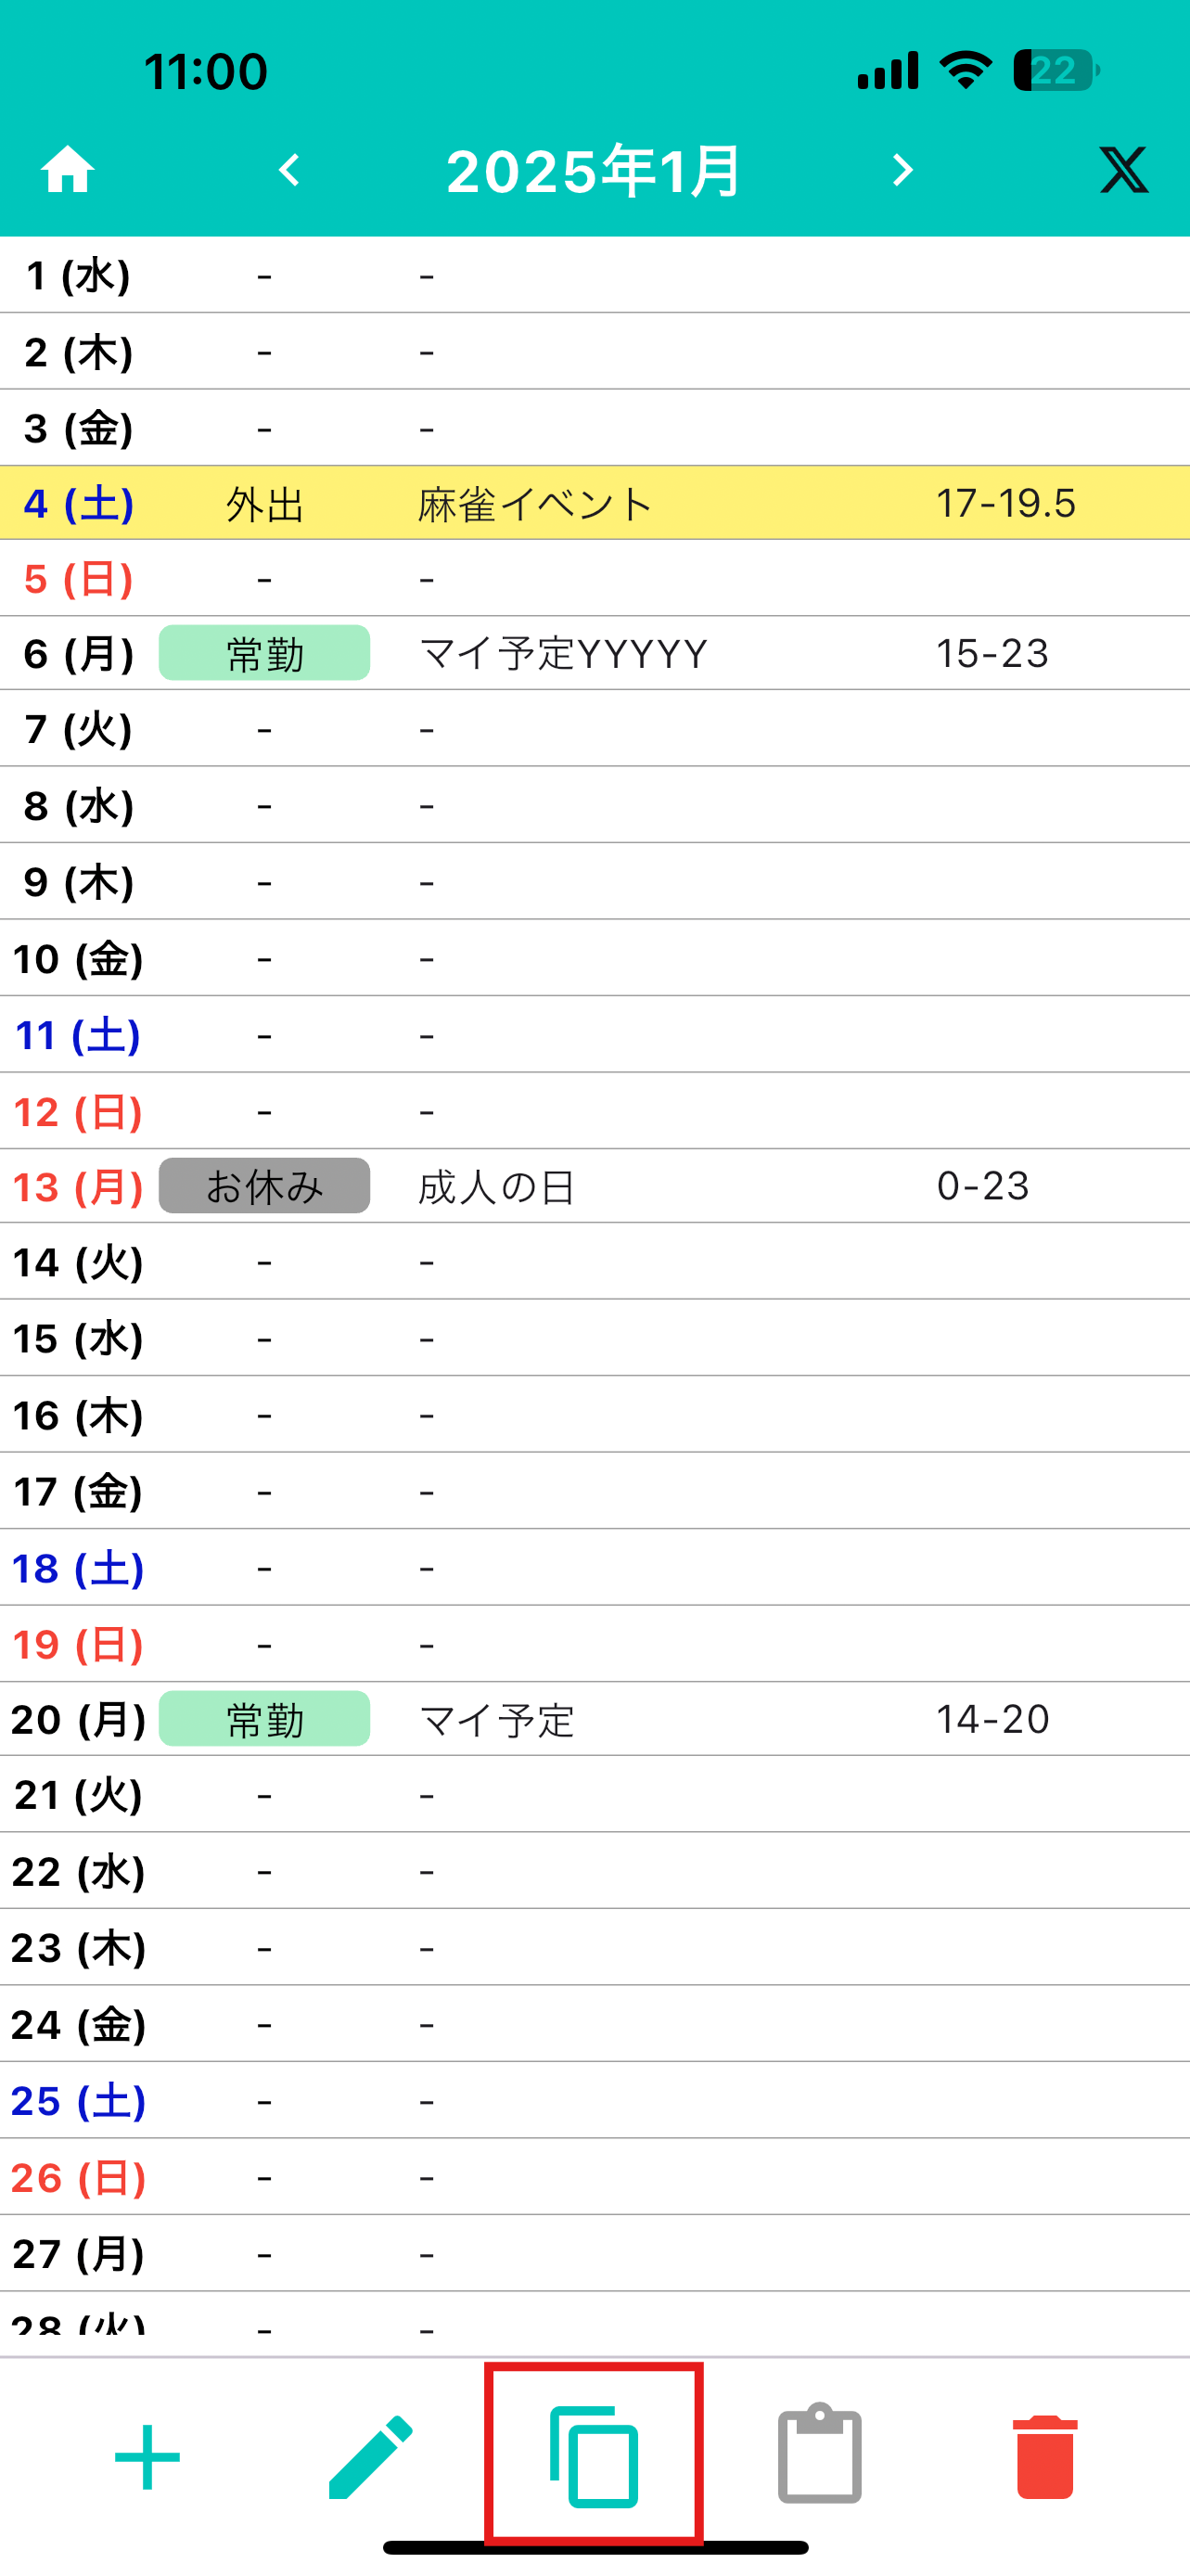 11:00 22
2025年1月
1 (水) - -
2 (木) - -
3 (金) - -
4 (土) 外出 麻雀イベント 17-19.5
5 (日) - -
6 (月) 常勤 マイ予定YYYYY 15-23
7 (火) - -
8 (水) - -
9 (木) - -
10 (金) - -
11 (土) - -
12 (日) - -
13 (月) お休み 成人の日 0-23
14 (火) - -
15 (水) - -
16 (木) - -
17 (金) - -
18 (土) - -
19 (日) - -
20 (月) 常勤 マイ予定 14-20
21 (火) - -
22 (水) - -
23 (木) - -
24 (金) - -
25 (土) - -
26 (日) - -
27 (月) - -
28 (火) - -